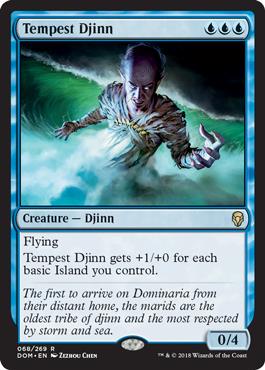 Tempest Djinn
Creature — Djinn
Flying
Tempest Djinn gets +1/+0 for each
basic Island you control.
The first to arrive on Dominaria from
their distant home, the marids are the
oldest tribe of djinn and the most respected
by storm and sea.
0/4
068/269 R
DOM • EN Zezhou Chen
™ & © 2018 Wizards of the Coast